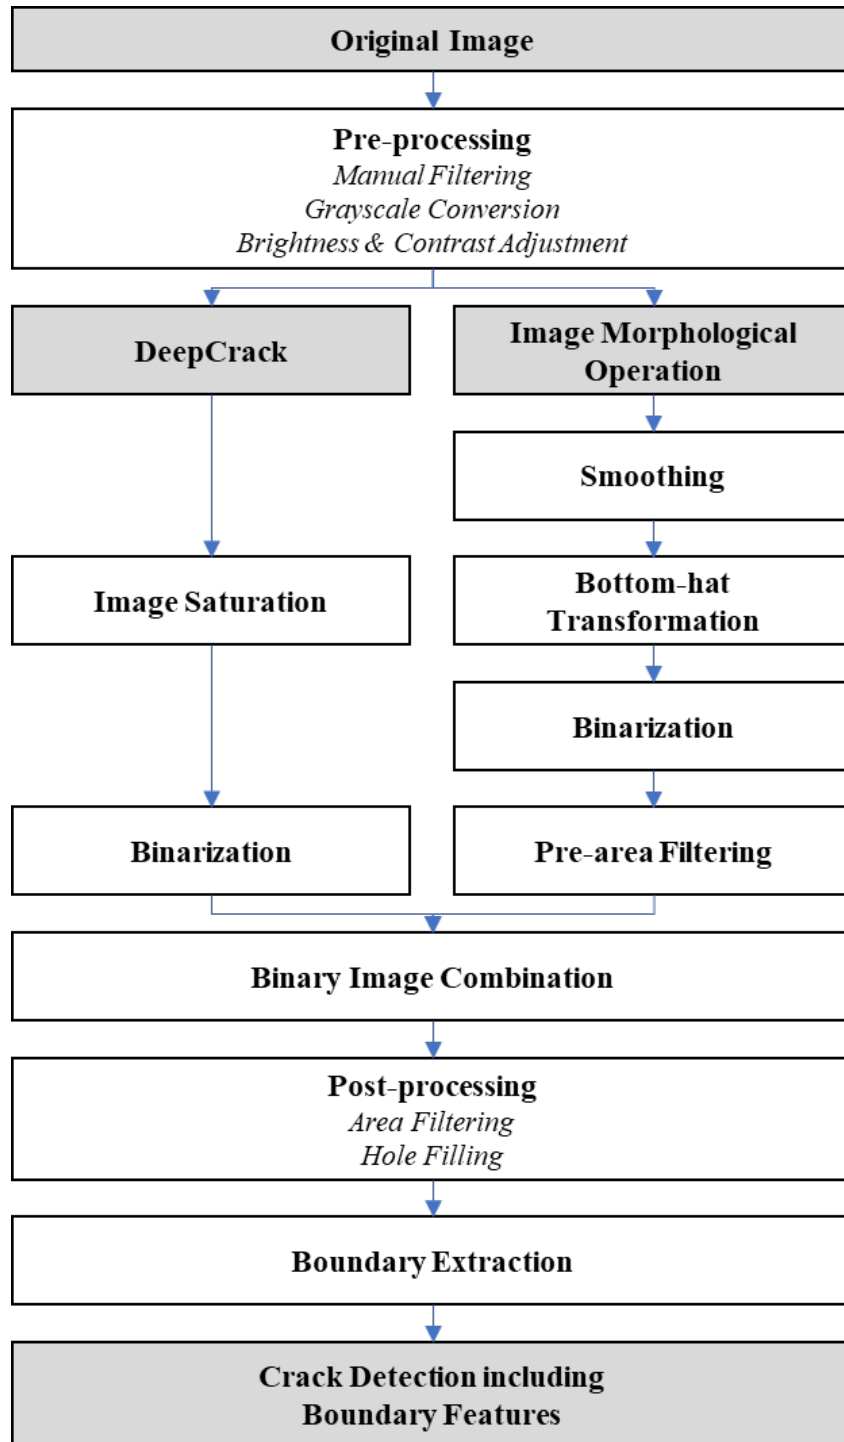 Original Image
Pre-processing
Manual Filtering
Grayscale Conversion
Brightness & Contrast Adjustment
DeepCrack
Image Morphological
Operation
Smoothing
Image Saturation
Bottom-hat
Transformation
Binarization
Binarization
Pre-area Filtering
Binary Image Combination
Post-processing
Area Filtering
Hole Filling
Boundary Extraction
Crack Detection including
Boundary Features